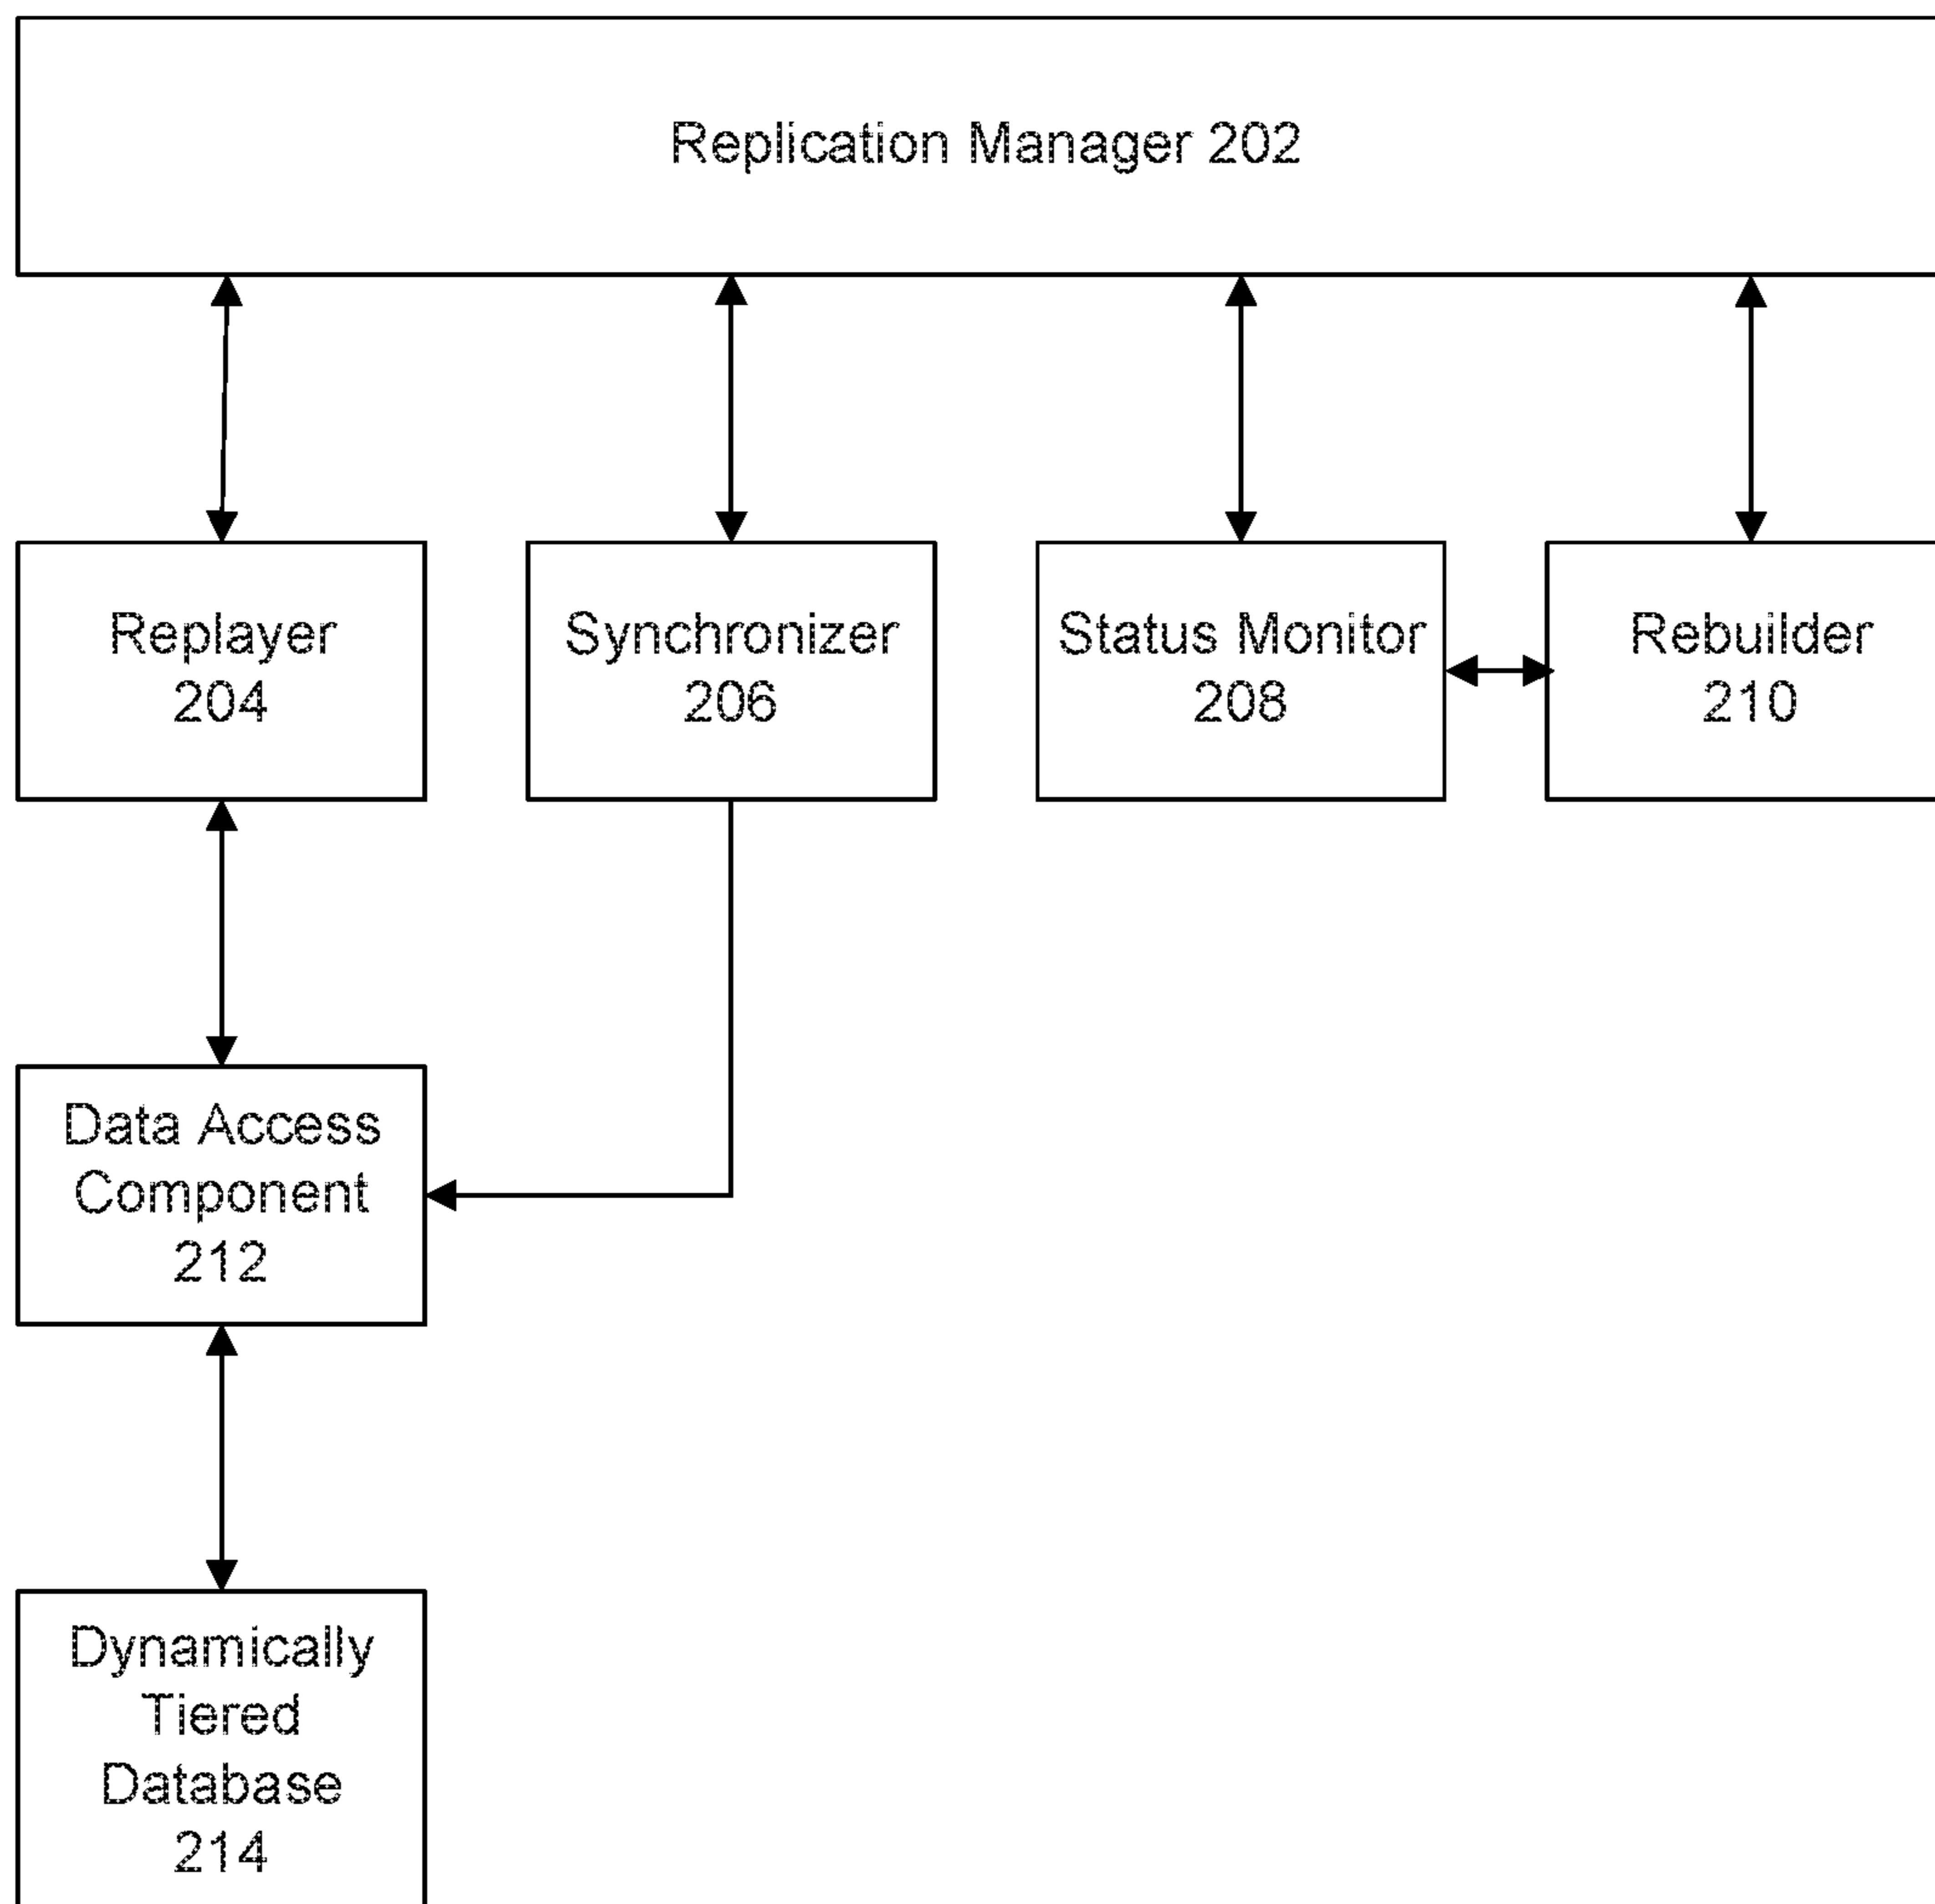 Replication Manager 202
Replayer
204
Synchronizer
206
Status Monitor
208
Rebuilder
210
Data Access
Component
212
Dynamically
Tiered
Database
214